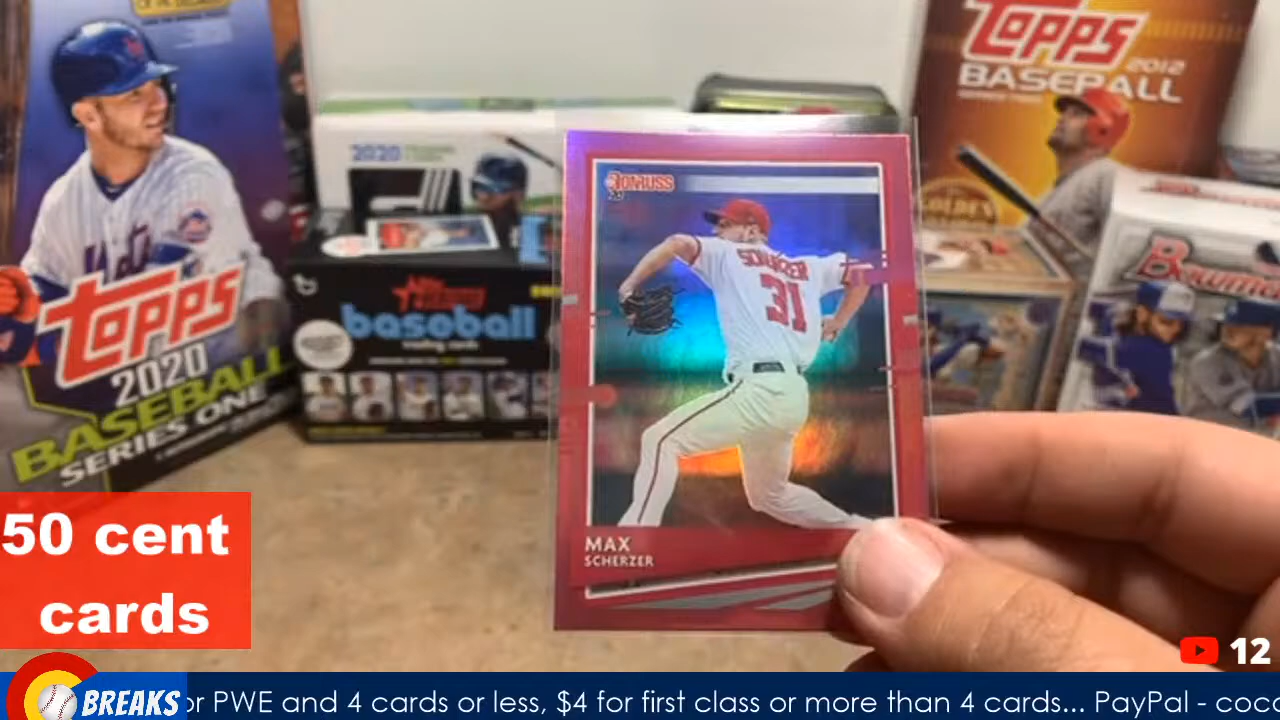 Topps
2020
BASEBALL
SERIES ONE
Mets
2020
baseball
Donruss
SCHERZER
31
MAX
SCHERZER
Topps
2012
BASEBALL
GOLDEN
Bowman
50 cent
cards
12
BREAKS
or PWE and 4 cards or less, $4 for first class or more than 4 cards... PayPal - coco